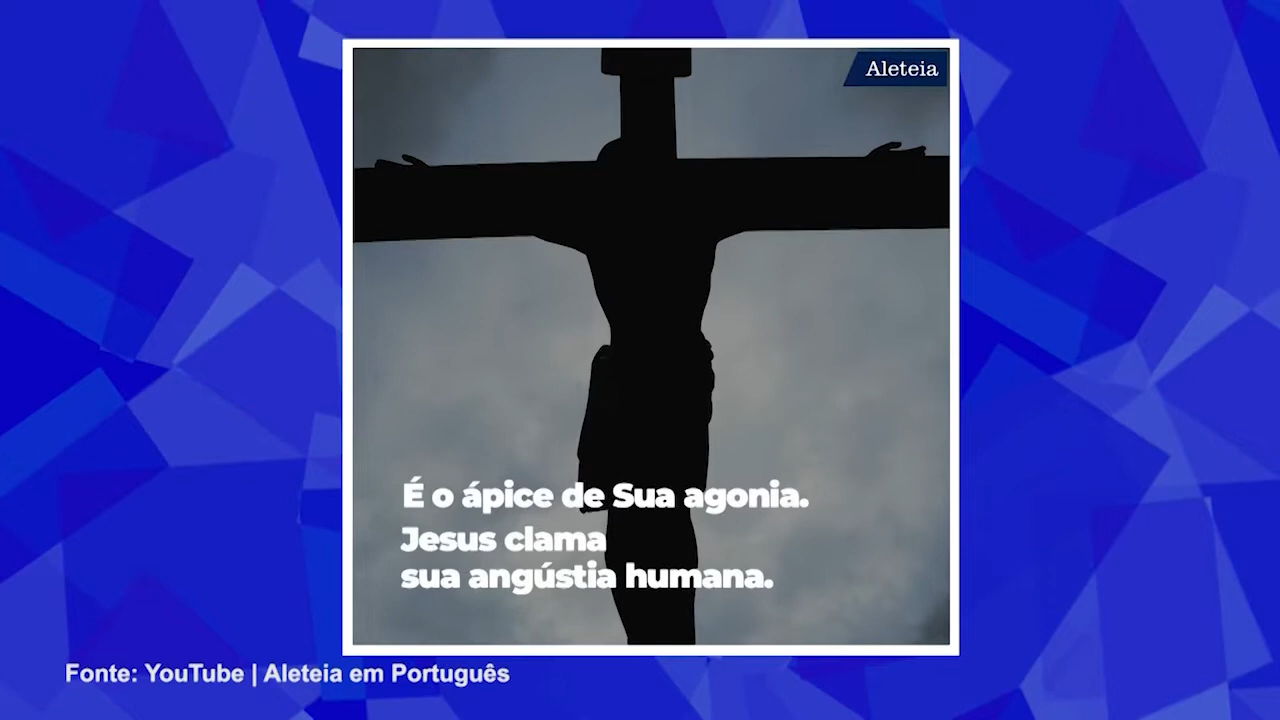 Aleteia
É o ápice de Sua agonia.
Jesus clama
sua angústia humana.
Fonte: YouTube | Aleteia em Português